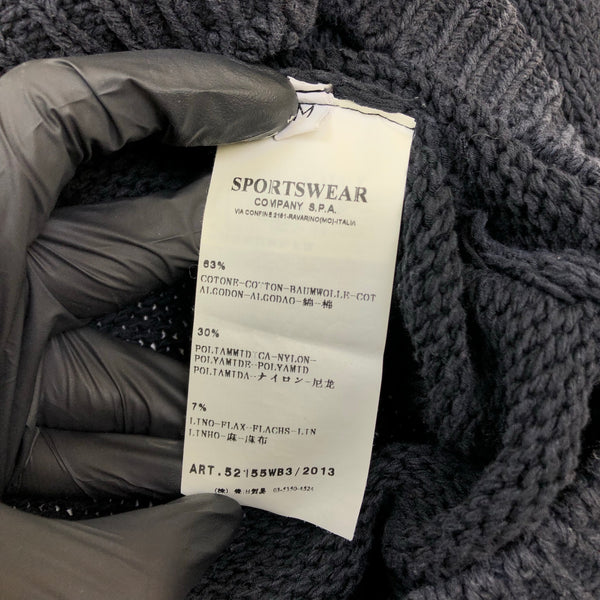 M
SPORTSWEAR
COMPANY S.P.A.
VIA CONFINE 2161-RAVARINO(MO)-ITALIA
63%
COTONE-COTTON-BAUMWOLLE-COT
ALGODON-ALGODAO-綿-棉
30%
POLIAMMID CA-NYLON-
POLYAMIDE-POLYAMID
POLIAMIDA-ナイロン-尼龙
7%
LINO-FLAX-FLACHS-LIN
LINHO-麻-麻布
ART.52155WB3/2013
(株)